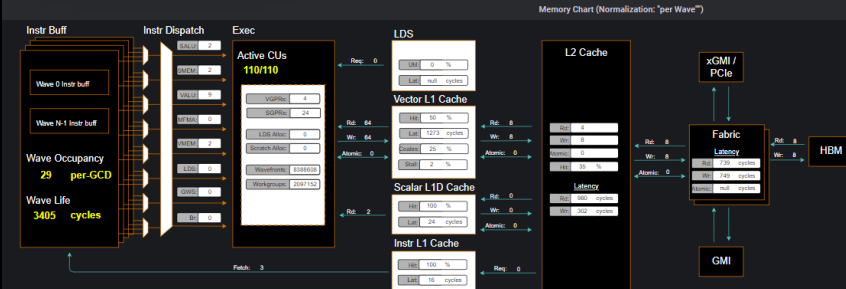 Memory Chart (Normalization: "per Wave"")
Instr Buff
Wave 0 Instr buff
Wave N-1 Instr buff
Wave Occupancy
29 per-GCD
Wave Life
3405 cycles
Instr Dispatch
SALU: 2
SMEM: 2
VALU: 9
MFMA: 0
VMEM: 2
LDS: 0
GWS: 0
Br: 0
Exec
Active CUs
110/110
VGPRs: 4
SGPRs: 24
LDS Alloc: 0
Scratch Alloc: 0
Wavefronts: 8388608
Workgroups: 2097152
Fetch: 3
Req: 0
Rd: 64
Wr: 64
Atomic: 0
Rd: 2
LDS
Util: 0 %
Lat: null cycles
Vector L1 Cache
Hit: 50 %
Lat: 1273 cycles
Coales: 25 %
Stall: 2 %
Scalar L1D Cache
Hit: 100 %
Lat: 24 cycles
Instr L1 Cache
Hit: 100 %
Lat: 16 cycles
Rd: 8
Wr: 8
Atomic: 0
Rd: 0
Wr: 0
Atomic: 0
Req: 0
L2 Cache
Rd: 4
Wr: 8
Atomic: 0
Hit: 35 %
Latency
Rd: 980 cycles
Wr: 302 cycles
Rd: 8
Wr: 8
Atomic: 0
xGMI /
PCIe
Fabric
Latency
Rd: 739 cycles
Wr: 749 cycles
Atomic: null cycles
GMI
Rd: 8
Wr: 8
HBM